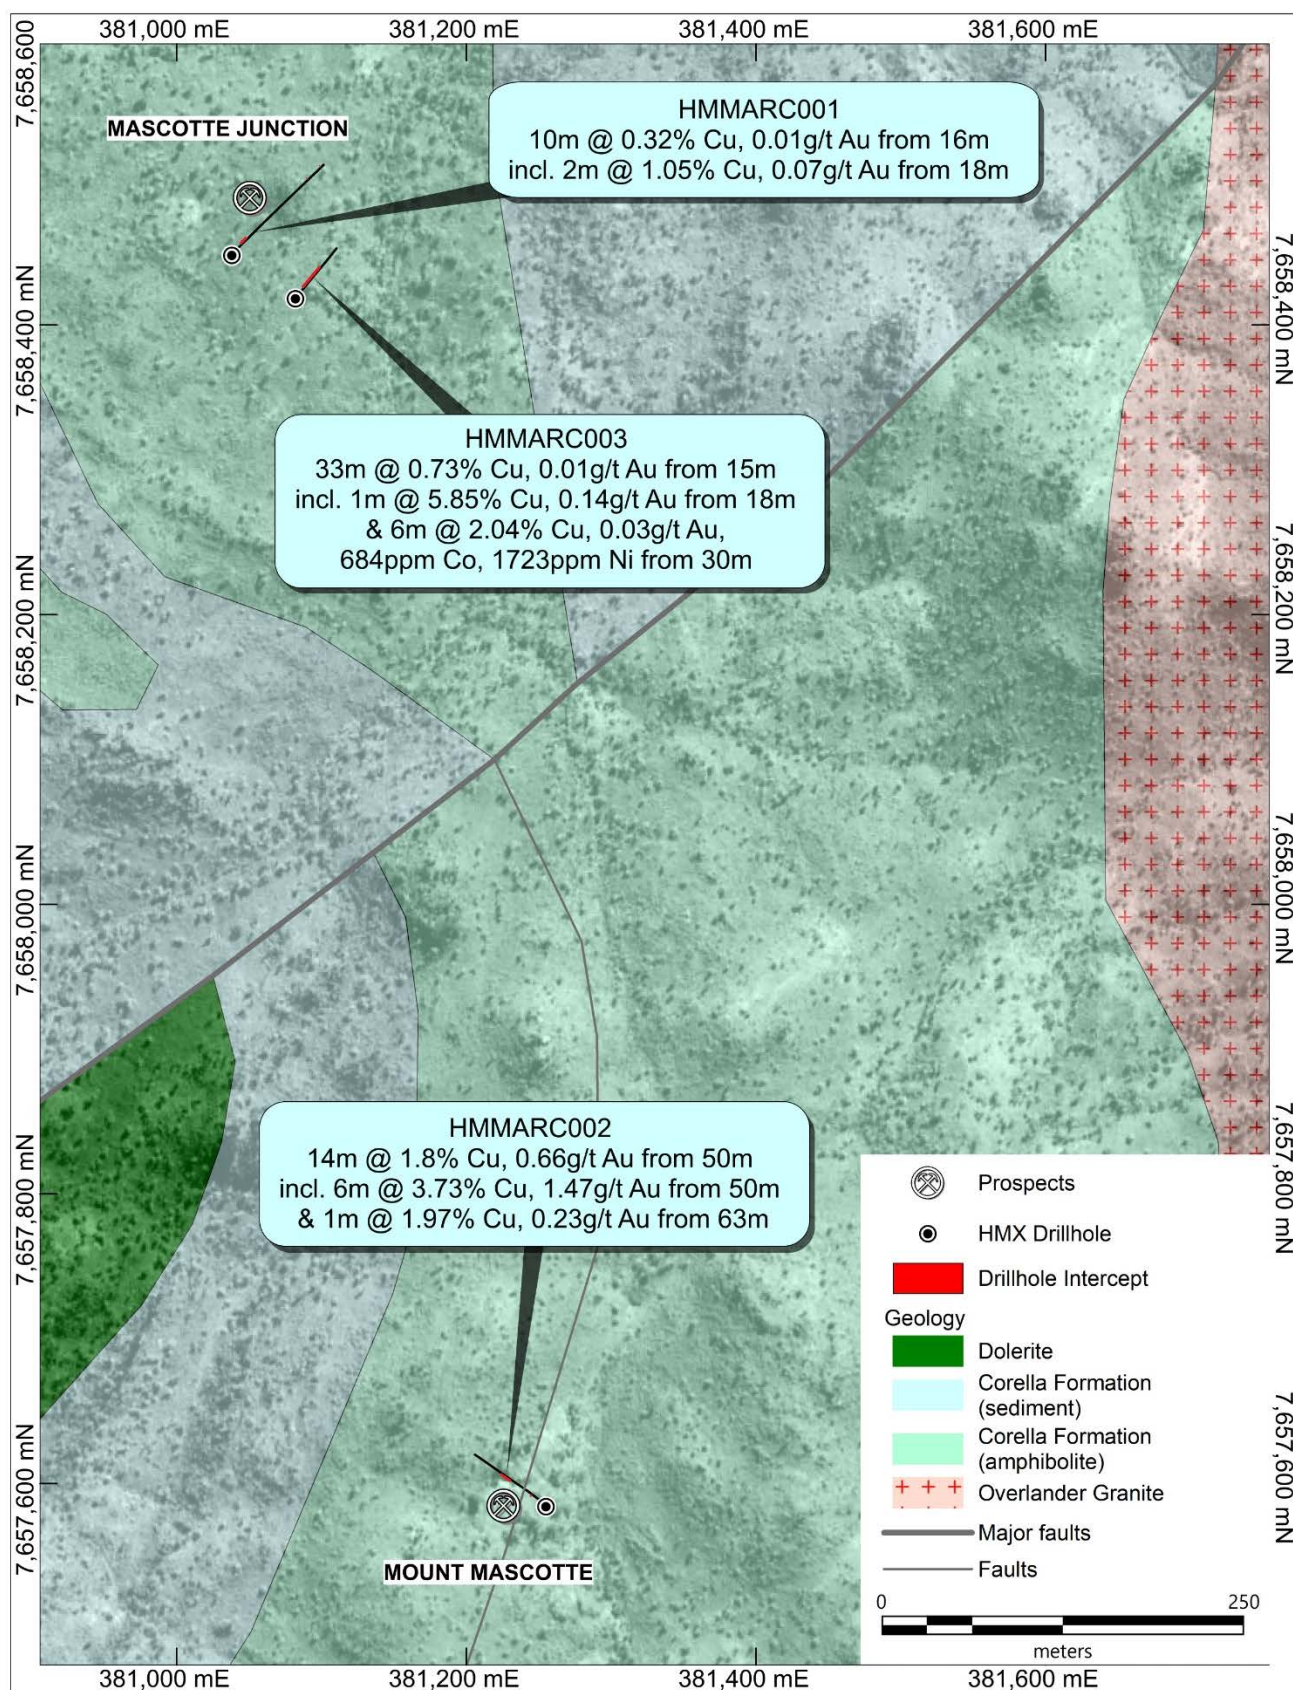 381,000 mE
381,200 mE
381,400 mE
381,600 mE
7,658,600
7,658,400 mN
7,658,200 mN
7,658,000 mN
7,657,800 mN
7,657,600 mN
MASCOTTE JUNCTION
HMMARC001
10m @ 0.32% Cu, 0.01g/t Au from 16m
incl. 2m @ 1.05% Cu, 0.07g/t Au from 18m
HMMARC003
33m @ 0.73% Cu, 0.01g/t Au from 15m
incl. 1m @ 5.85% Cu, 0.14g/t Au from 18m
& 6m @ 2.04% Cu, 0.03g/t Au,
684ppm Co, 1723ppm Ni from 30m
HMMARC002
14m @ 1.8% Cu, 0.66g/t Au from 50m
incl. 6m @ 3.73% Cu, 1.47g/t Au from 50m
& 1m @ 1.97% Cu, 0.23g/t Au from 63m
MOUNT MASCOTTE
7,658,400 mN
7,658,200 mN
7,658,000 mN
7,657,800 mN
7,657,600 mN
Prospects
HMX Drillhole
Drillhole Intercept
Geology
Dolerite
Corella Formation
(sediment)
Corella Formation
(amphibolite)
Overlander Granite
Major faults
Faults
0 250
meters
381,000 mE
381,200 mE
381,400 mE
381,600 mE